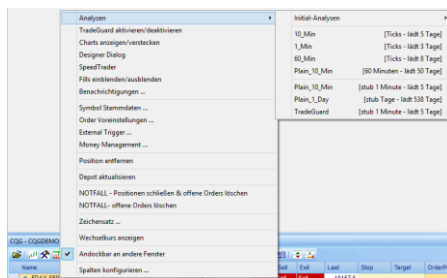 Analysen
TradeGuard aktivieren/deaktivieren
Charts anzeigen/verstecken
Designer Dialog
SpeedTrader
Fills einblenden/ausblenden
Benachrichtigungen ...
Symbol Stammdaten ...
Order Voreinstellungen ...
External Trigger ...
Money Management ...
Position entfernen
Depot aktualisieren
NOTFALL - Positionen schließen & offene Orders löschen
NOTFALL- offene Orders löschen
Zeichensatz ...
Wechselkurs anzeigen
Andockbar an andere Fenster
Spalten konfigurieren ...
Initial-Analysen
10_Min [Ticks - lädt 5 Tage]
1_Min [Ticks - lädt 3 Tage]
60_Min [Ticks - lädt 8 Tage]
Plain_10_Min [60 Minuten - lädt 50 Tage]
Plain_10_Min [stub 1 Minute - lädt 5 Tage]
Plain_1_Day [stub Tage - lädt 538 Tage]
TradeGuard [stub 1 Minute - lädt 5 Tage]
CQG - CQGDEMO
Name Sell Exit Last Stop Target